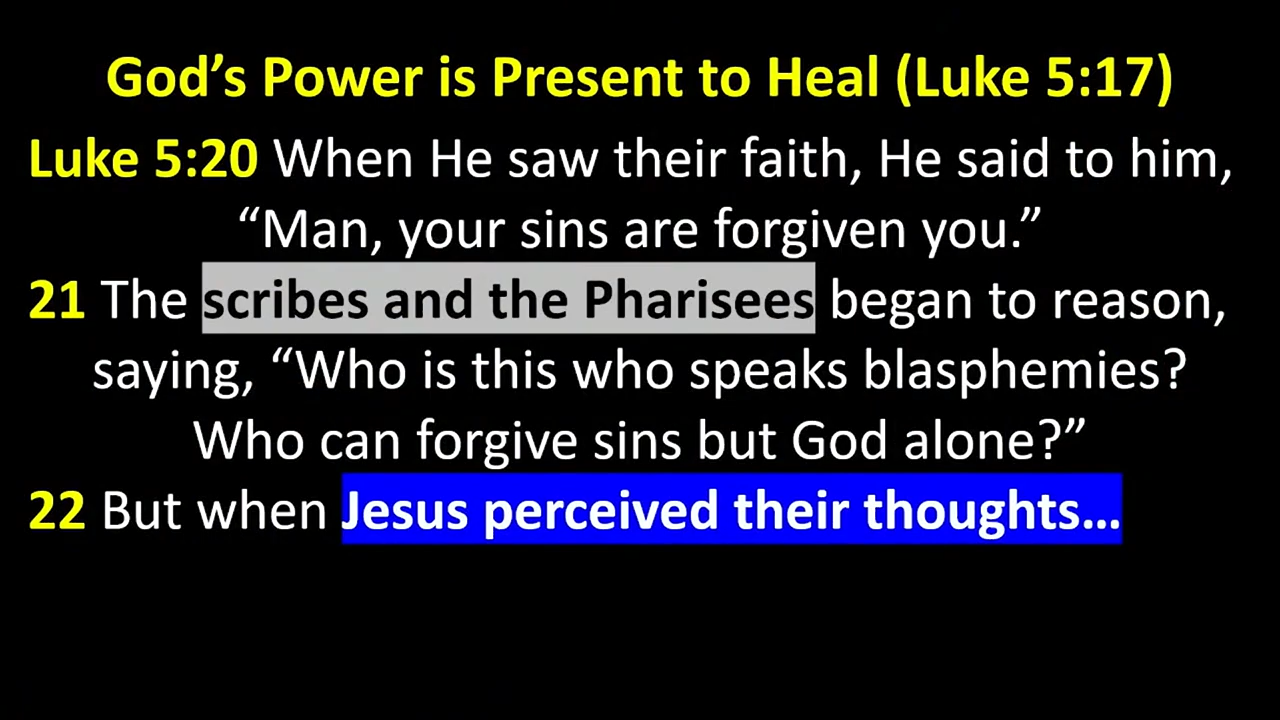 God’s Power is Present to Heal (Luke 5:17)
Luke 5:20 When He saw their faith, He said to him,
“Man, your sins are forgiven you.”
21 The scribes and the Pharisees began to reason,
saying, “Who is this who speaks blasphemies?
Who can forgive sins but God alone?”
22 But when Jesus perceived their thoughts…